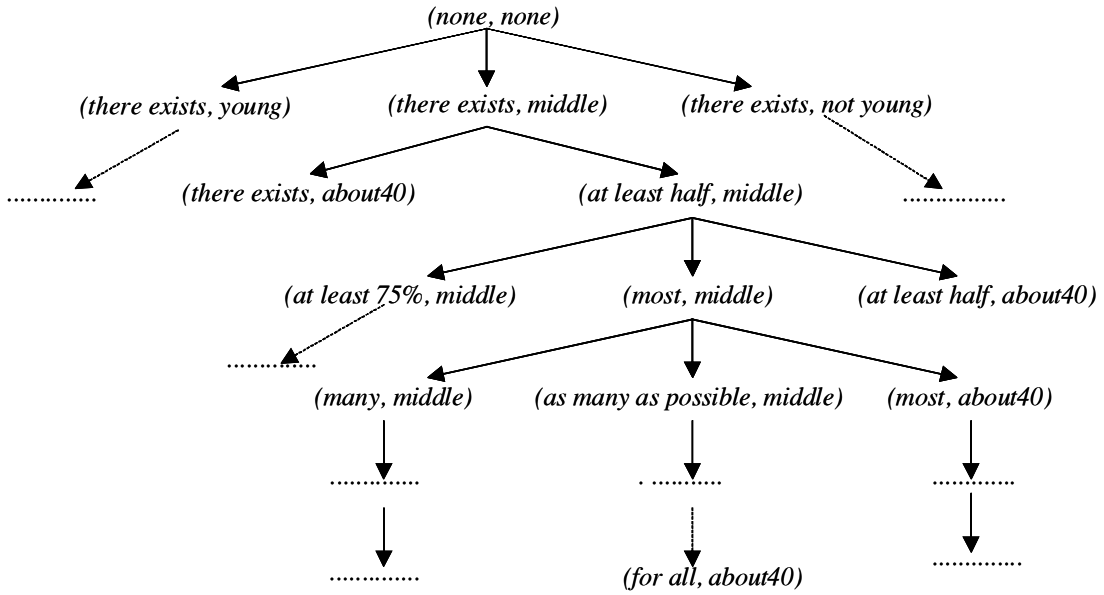 (none, none)
(there exists, young) (there exists, middle) (there exists, not young)
.............. (there exists, about40) (at least half, middle) ................
(at least 75%, middle) (most, middle) (at least half, about40)
..............
(many, middle) (as many as possible, middle) (most, about40)
.............. . ........... .............
.............. (for all, about40) ..............